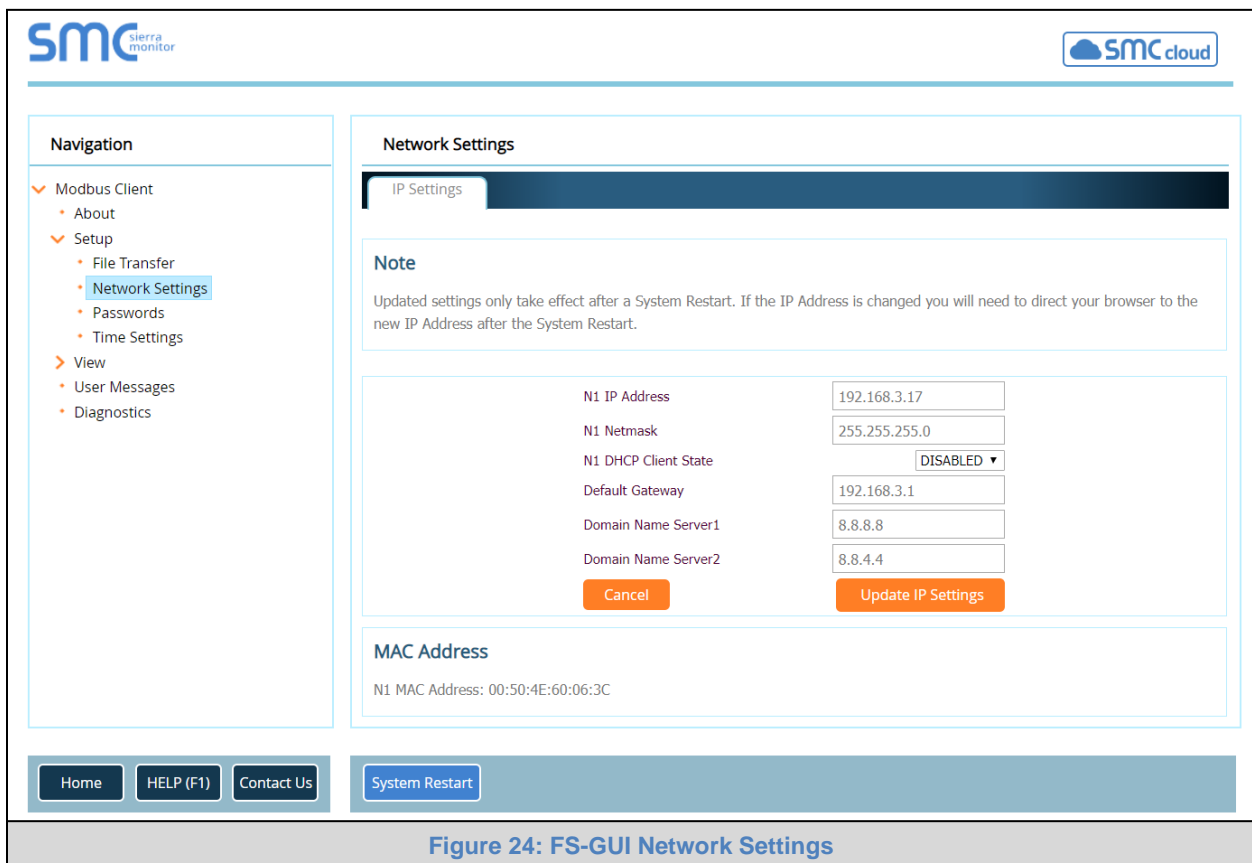 SMC sierra monitor
SMC cloud
Navigation
Modbus Client
About
Setup
File Transfer
Network Settings
Passwords
Time Settings
View
User Messages
Diagnostics
Network Settings
IP Settings
Note
Updated settings only take effect after a System Restart. If the IP Address is changed you will need to direct your browser to the
new IP Address after the System Restart.
N1 IP Address 192.168.3.17
N1 Netmask 255.255.255.0
N1 DHCP Client State DISABLED
Default Gateway 192.168.3.1
Domain Name Server1 8.8.8.8
Domain Name Server2 8.8.4.4
Cancel Update IP Settings
MAC Address
N1 MAC Address: 00:50:4E:60:06:3C
Home HELP (F1) Contact Us System Restart
Figure 24: FS-GUI Network Settings